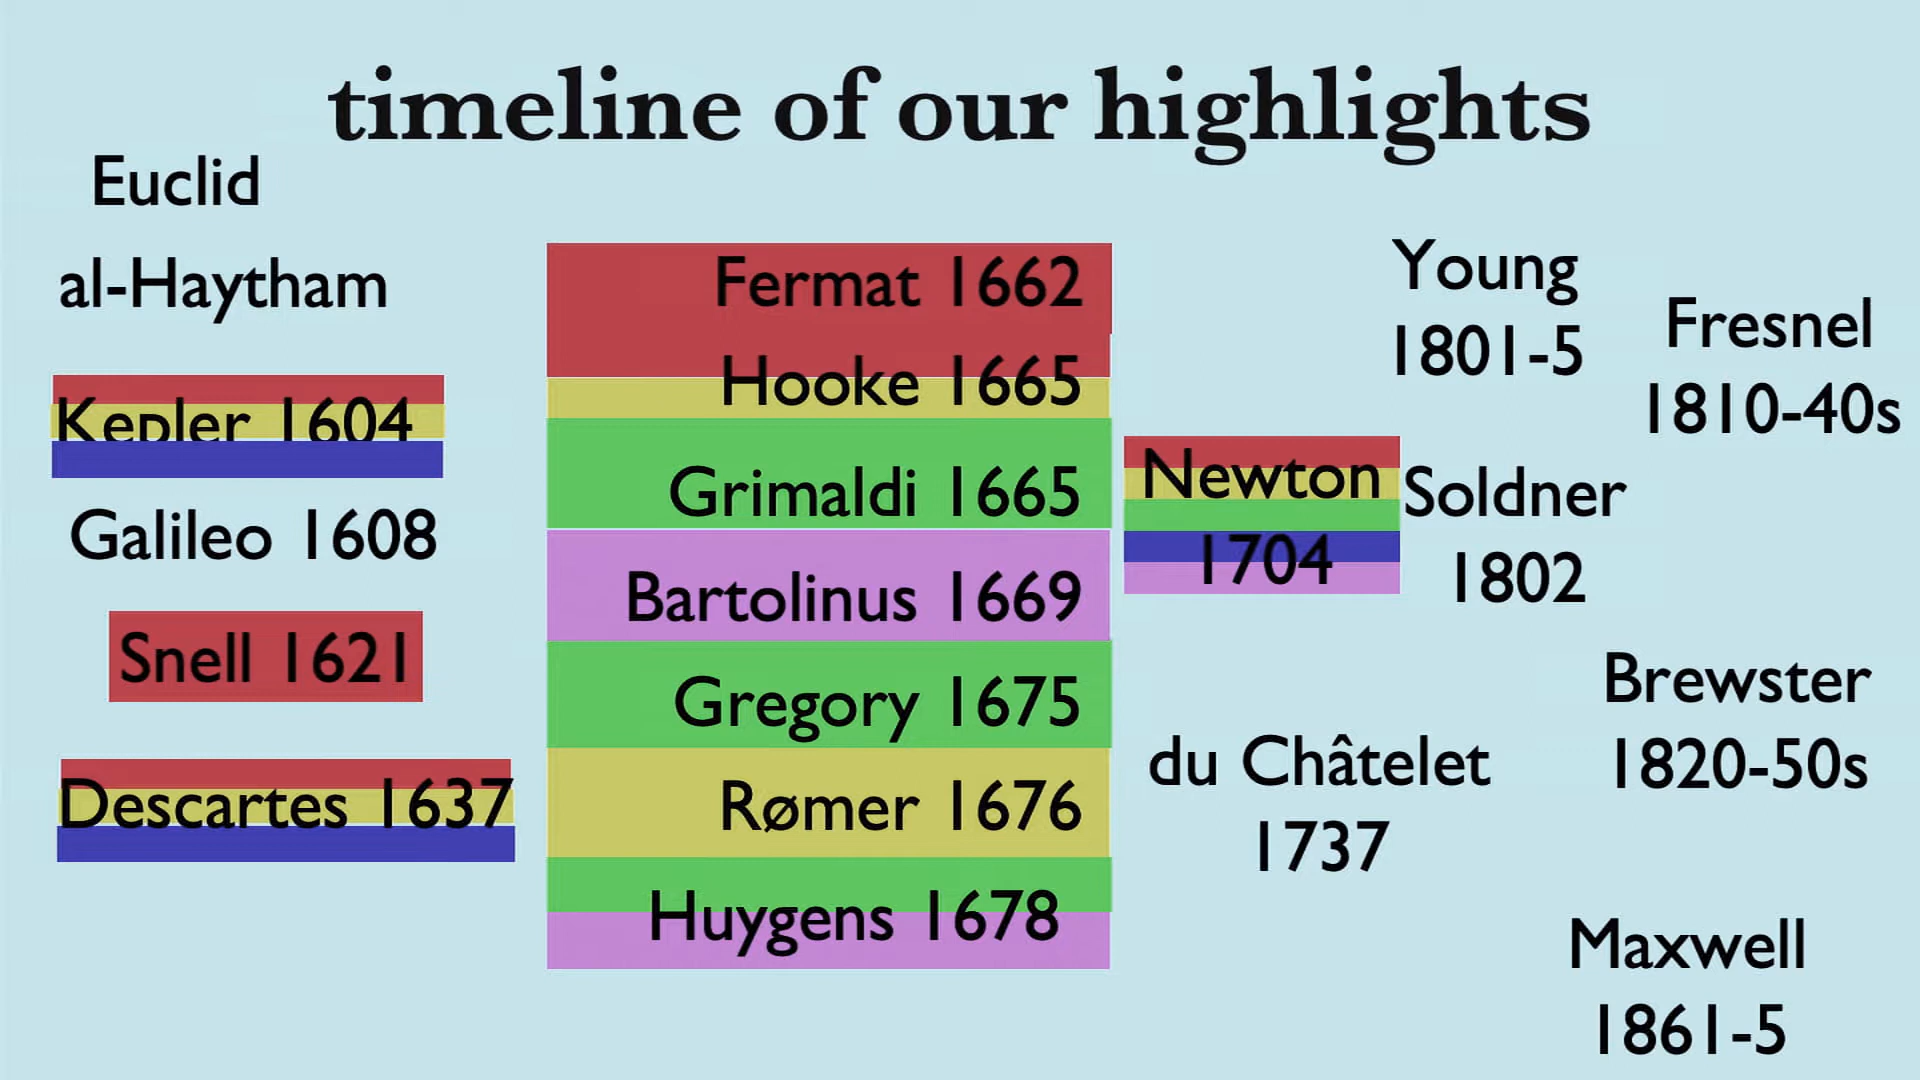 timeline of our highlights
Euclid
al-Haytham
Kepler 1604
Galileo 1608
Snell 1621
Descartes 1637
Fermat 1662
Hooke 1665
Grimaldi 1665
Bartolinus 1669
Gregory 1675
Rømer 1676
Huygens 1678
Newton
1704
du Châtelet
1737
Young
1801-5
Soldner
1802
Fresnel
1810-40s
Brewster
1820-50s
Maxwell
1861-5